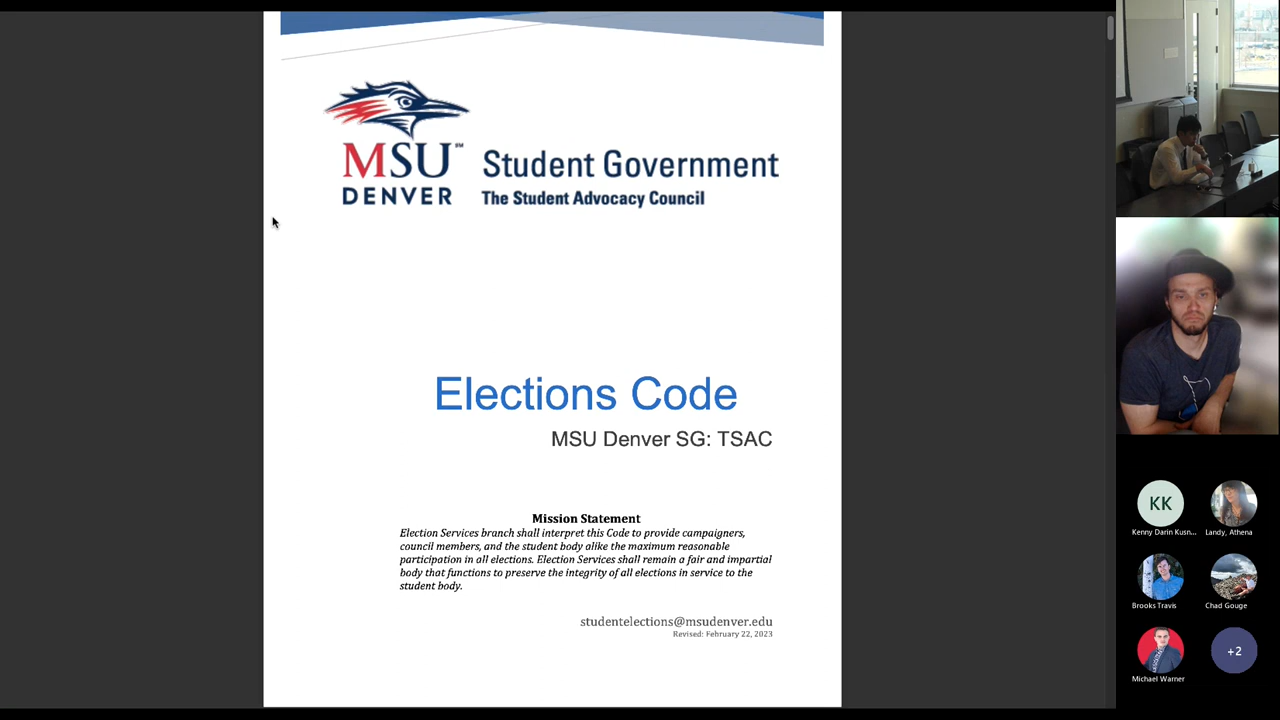 MSU
DENVER
Student Government
The Student Advocacy Council
Elections Code
MSU Denver SG: TSAC
Mission Statement
Election Services branch shall interpret this Code to provide campaigners,
council members, and the student body alike the maximum reasonable
participation in all elections. Election Services shall remain a fair and impartial
body that functions to preserve the integrity of all elections in service to the
student body.
studentelections@msudenver.edu
Revised: February 22, 2023
KK
Kenny Darin Kusn...
Landy, Athena
Brooks Travis
Chad Gouge
Michael Warner
+2